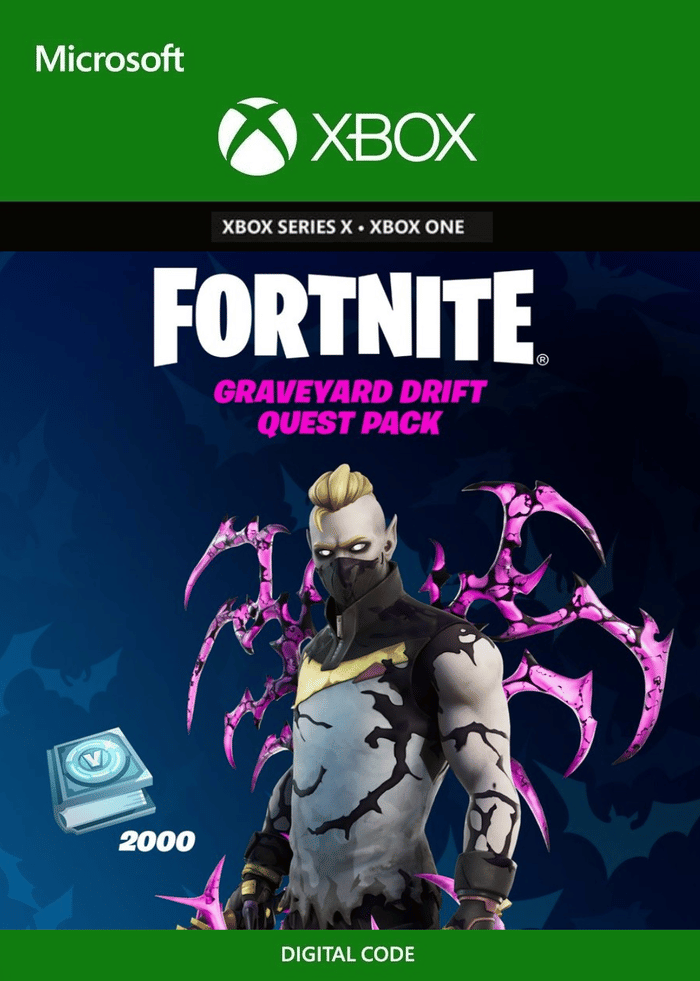 Microsoft
XBOX
XBOX SERIES X • XBOX ONE
FORTNITE®
GRAVEYARD DRIFT
QUEST PACK
V
2000
DIGITAL CODE